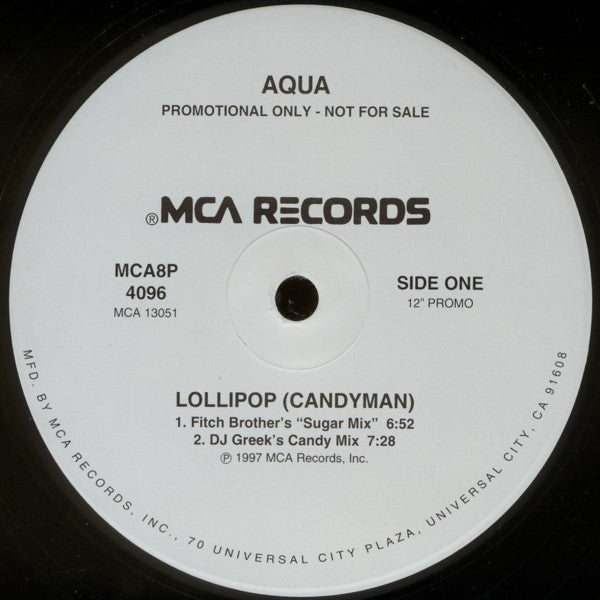 AQUA
PROMOTIONAL ONLY - NOT FOR SALE
®MCA RECORDS
MCA8P
4096
MCA 13051
SIDE ONE
12" PROMO
LOLLIPOP (CANDYMAN)
1. Fitch Brother's “Sugar Mix” 6:52
2. DJ Greek's Candy Mix 7:28
℗ 1997 MCA Records, Inc.
MFD. BY MCA RECORDS, INC., 70 UNIVERSAL CITY PLAZA, UNIVERSAL CITY, CA 91608